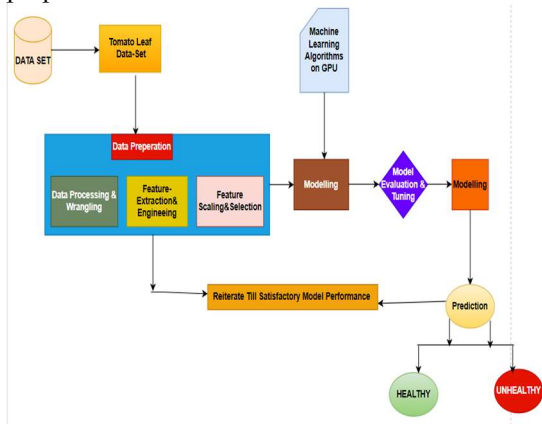 DATA SET
Tomato Leaf
Data-Set
Machine
Learning
Algorithms
on GPU
Data Preperation
Data Processing &
Wrangling
Feature-
Extraction&
Engineeing
Feature
Scaling&Selection
Modelling
Model
Evaluation &
Tuning
Modelling
Reiterate Till Satisfactory Model Performance
Prediction
HEALTHY
UNHEALTHY